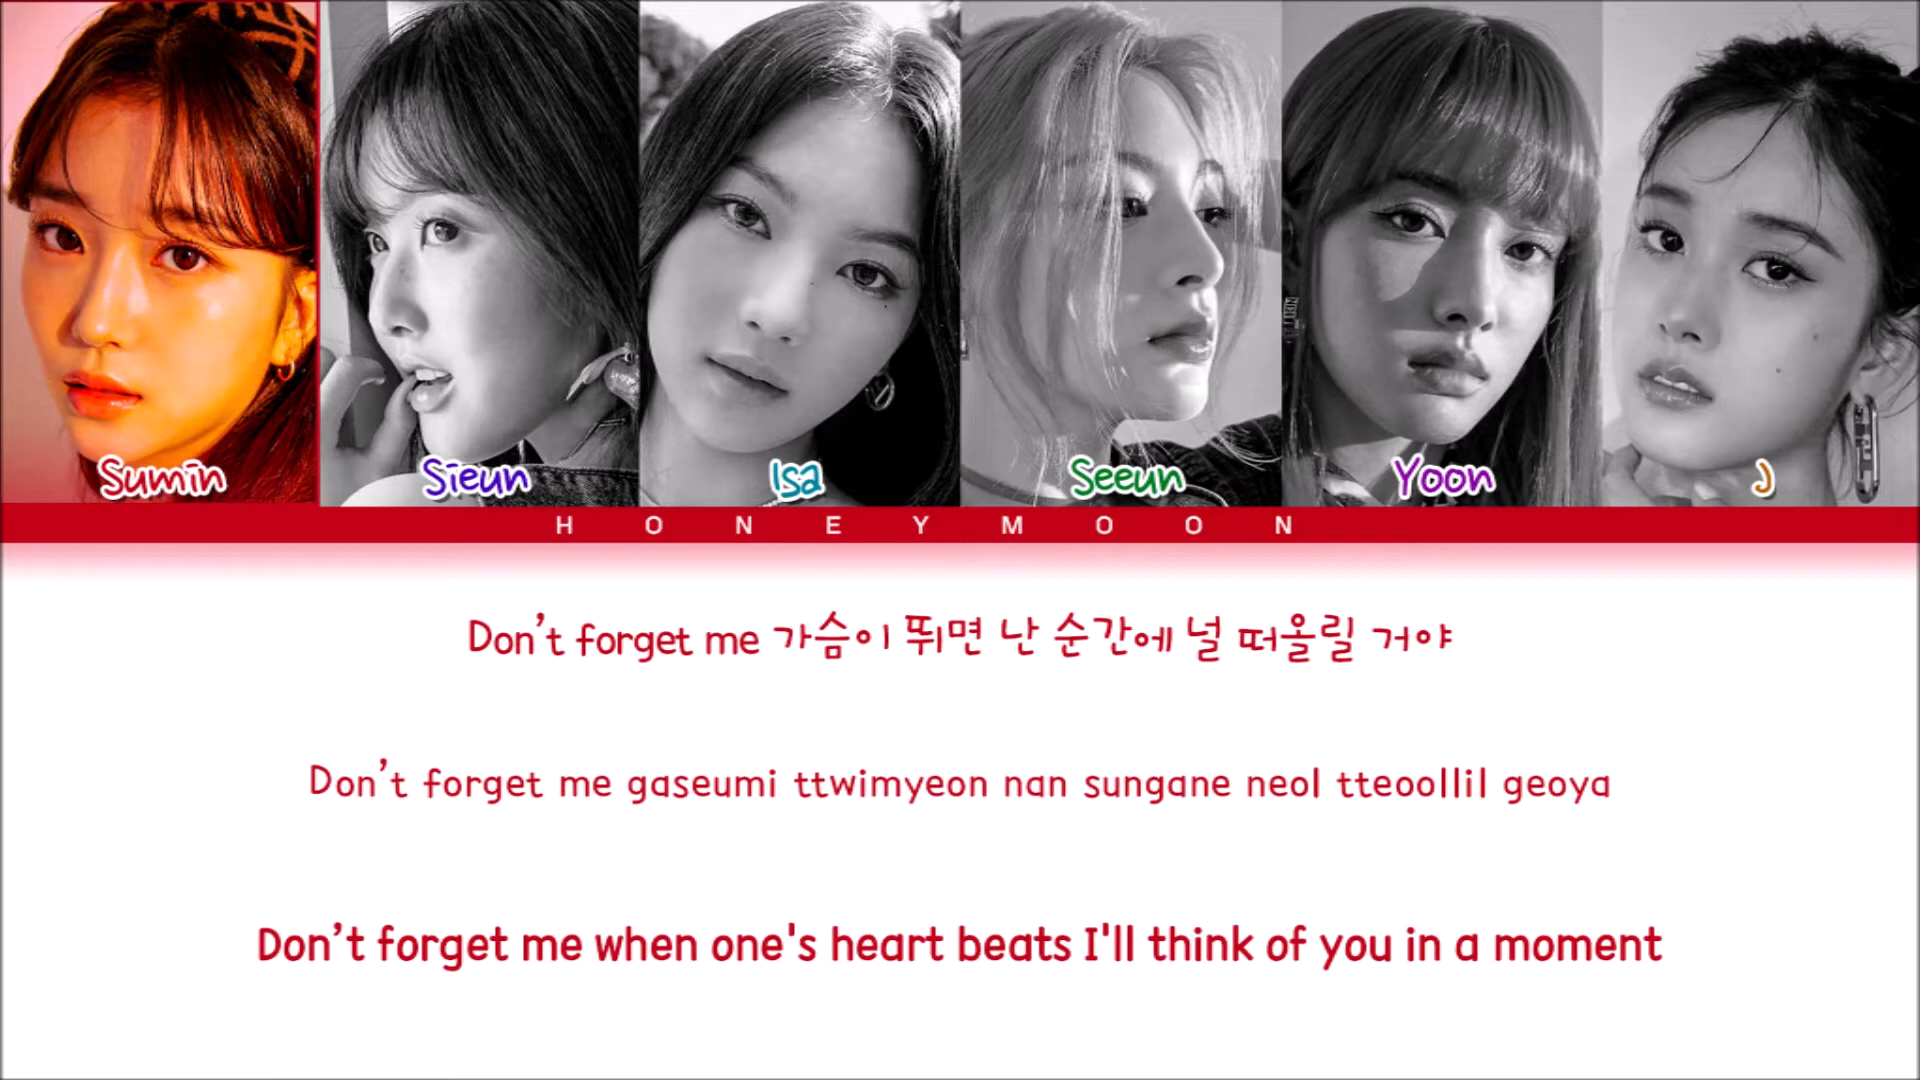 Sumin Sieun Isa Seeun Yoon J
HONEYMOON
Don't forget me 가슴이 뛰면 난 순간에 널 떠올릴 거야
Don't forget me gaseumi ttwimyeon nan sungane neol tteoollil geoya
Don't forget me when one's heart beats I'll think of you in a moment